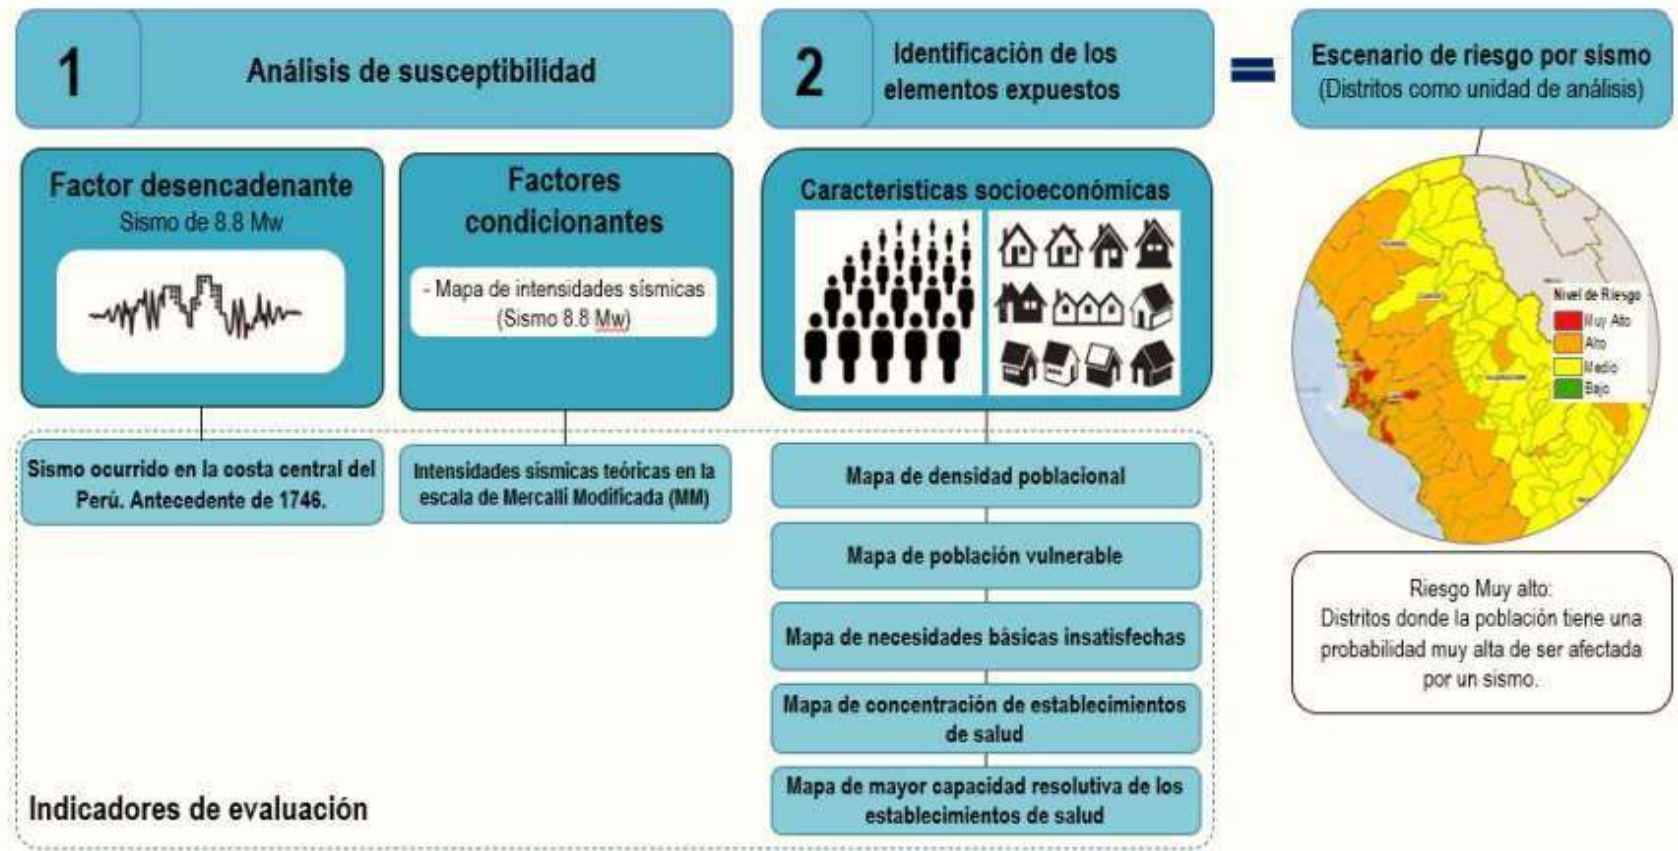 1
Análisis de susceptibilidad
2
Identificación de los
elementos expuestos
=
Escenario de riesgo por sismo
(Distritos como unidad de análisis)
Factor desencadenante
Sismo de 8.8 Mw
Factores
condicionantes
- Mapa de intensidades sísmicas
(Sismo 8.8 Mw)
Características socioeconómicas
Nivel de Riesgo
Muy Alto
Alto
Medio
Bajo
Sismo ocurrido en la costa central del
Perú. Antecedente de 1746.
Intensidades sísmicas teóricas en la
escala de Mercalli Modificada (MM)
Mapa de densidad poblacional
Mapa de población vulnerable
Mapa de necesidades básicas insatisfechas
Mapa de concentración de establecimientos
de salud
Mapa de mayor capacidad resolutiva de los
establecimientos de salud
Riesgo Muy alto:
Distritos donde la población tiene una
probabilidad muy alta de ser afectada
por un sismo.
Indicadores de evaluación